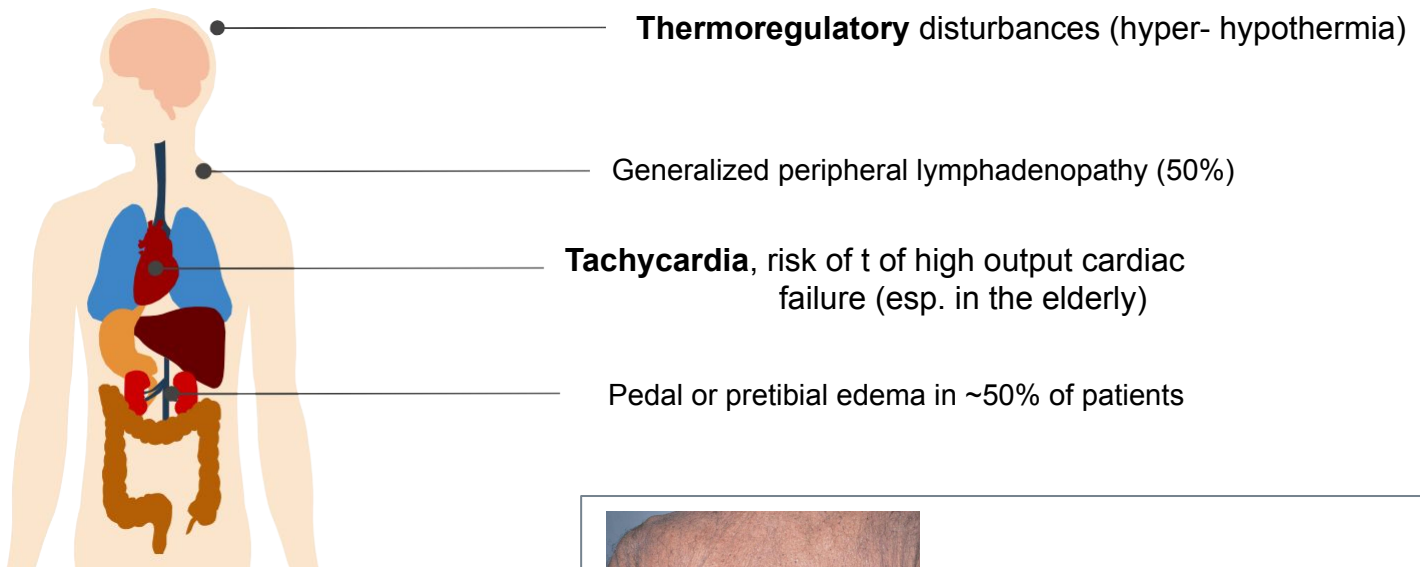 Thermoregulatory disturbances (hyper- hypothermia)
Generalized peripheral lymphadenopathy (50%)
Tachycardia, risk of t of high output cardiac
failure (esp. in the elderly)
Pedal or pretibial edema in ~50% of patients